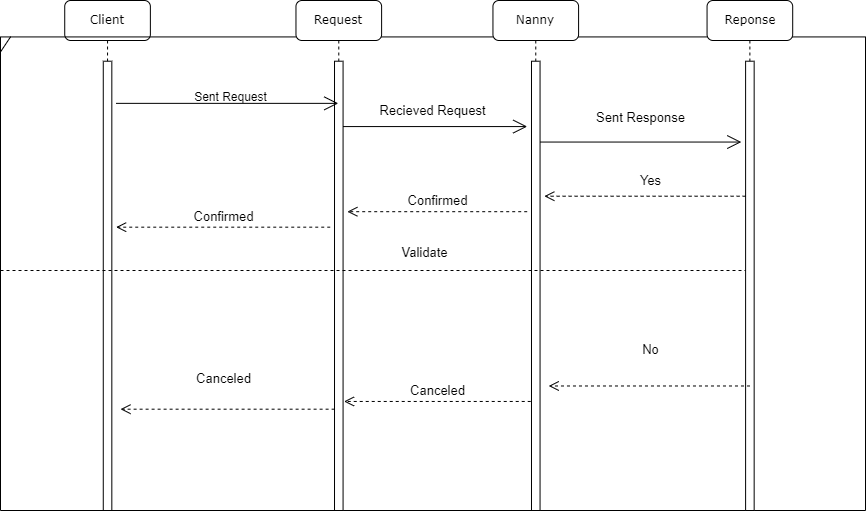 Client
Request
Nanny
Reponse
Sent Request
Recieved Request
Sent Response
Yes
Confirmed
Confirmed
Validate
No
Canceled
Canceled